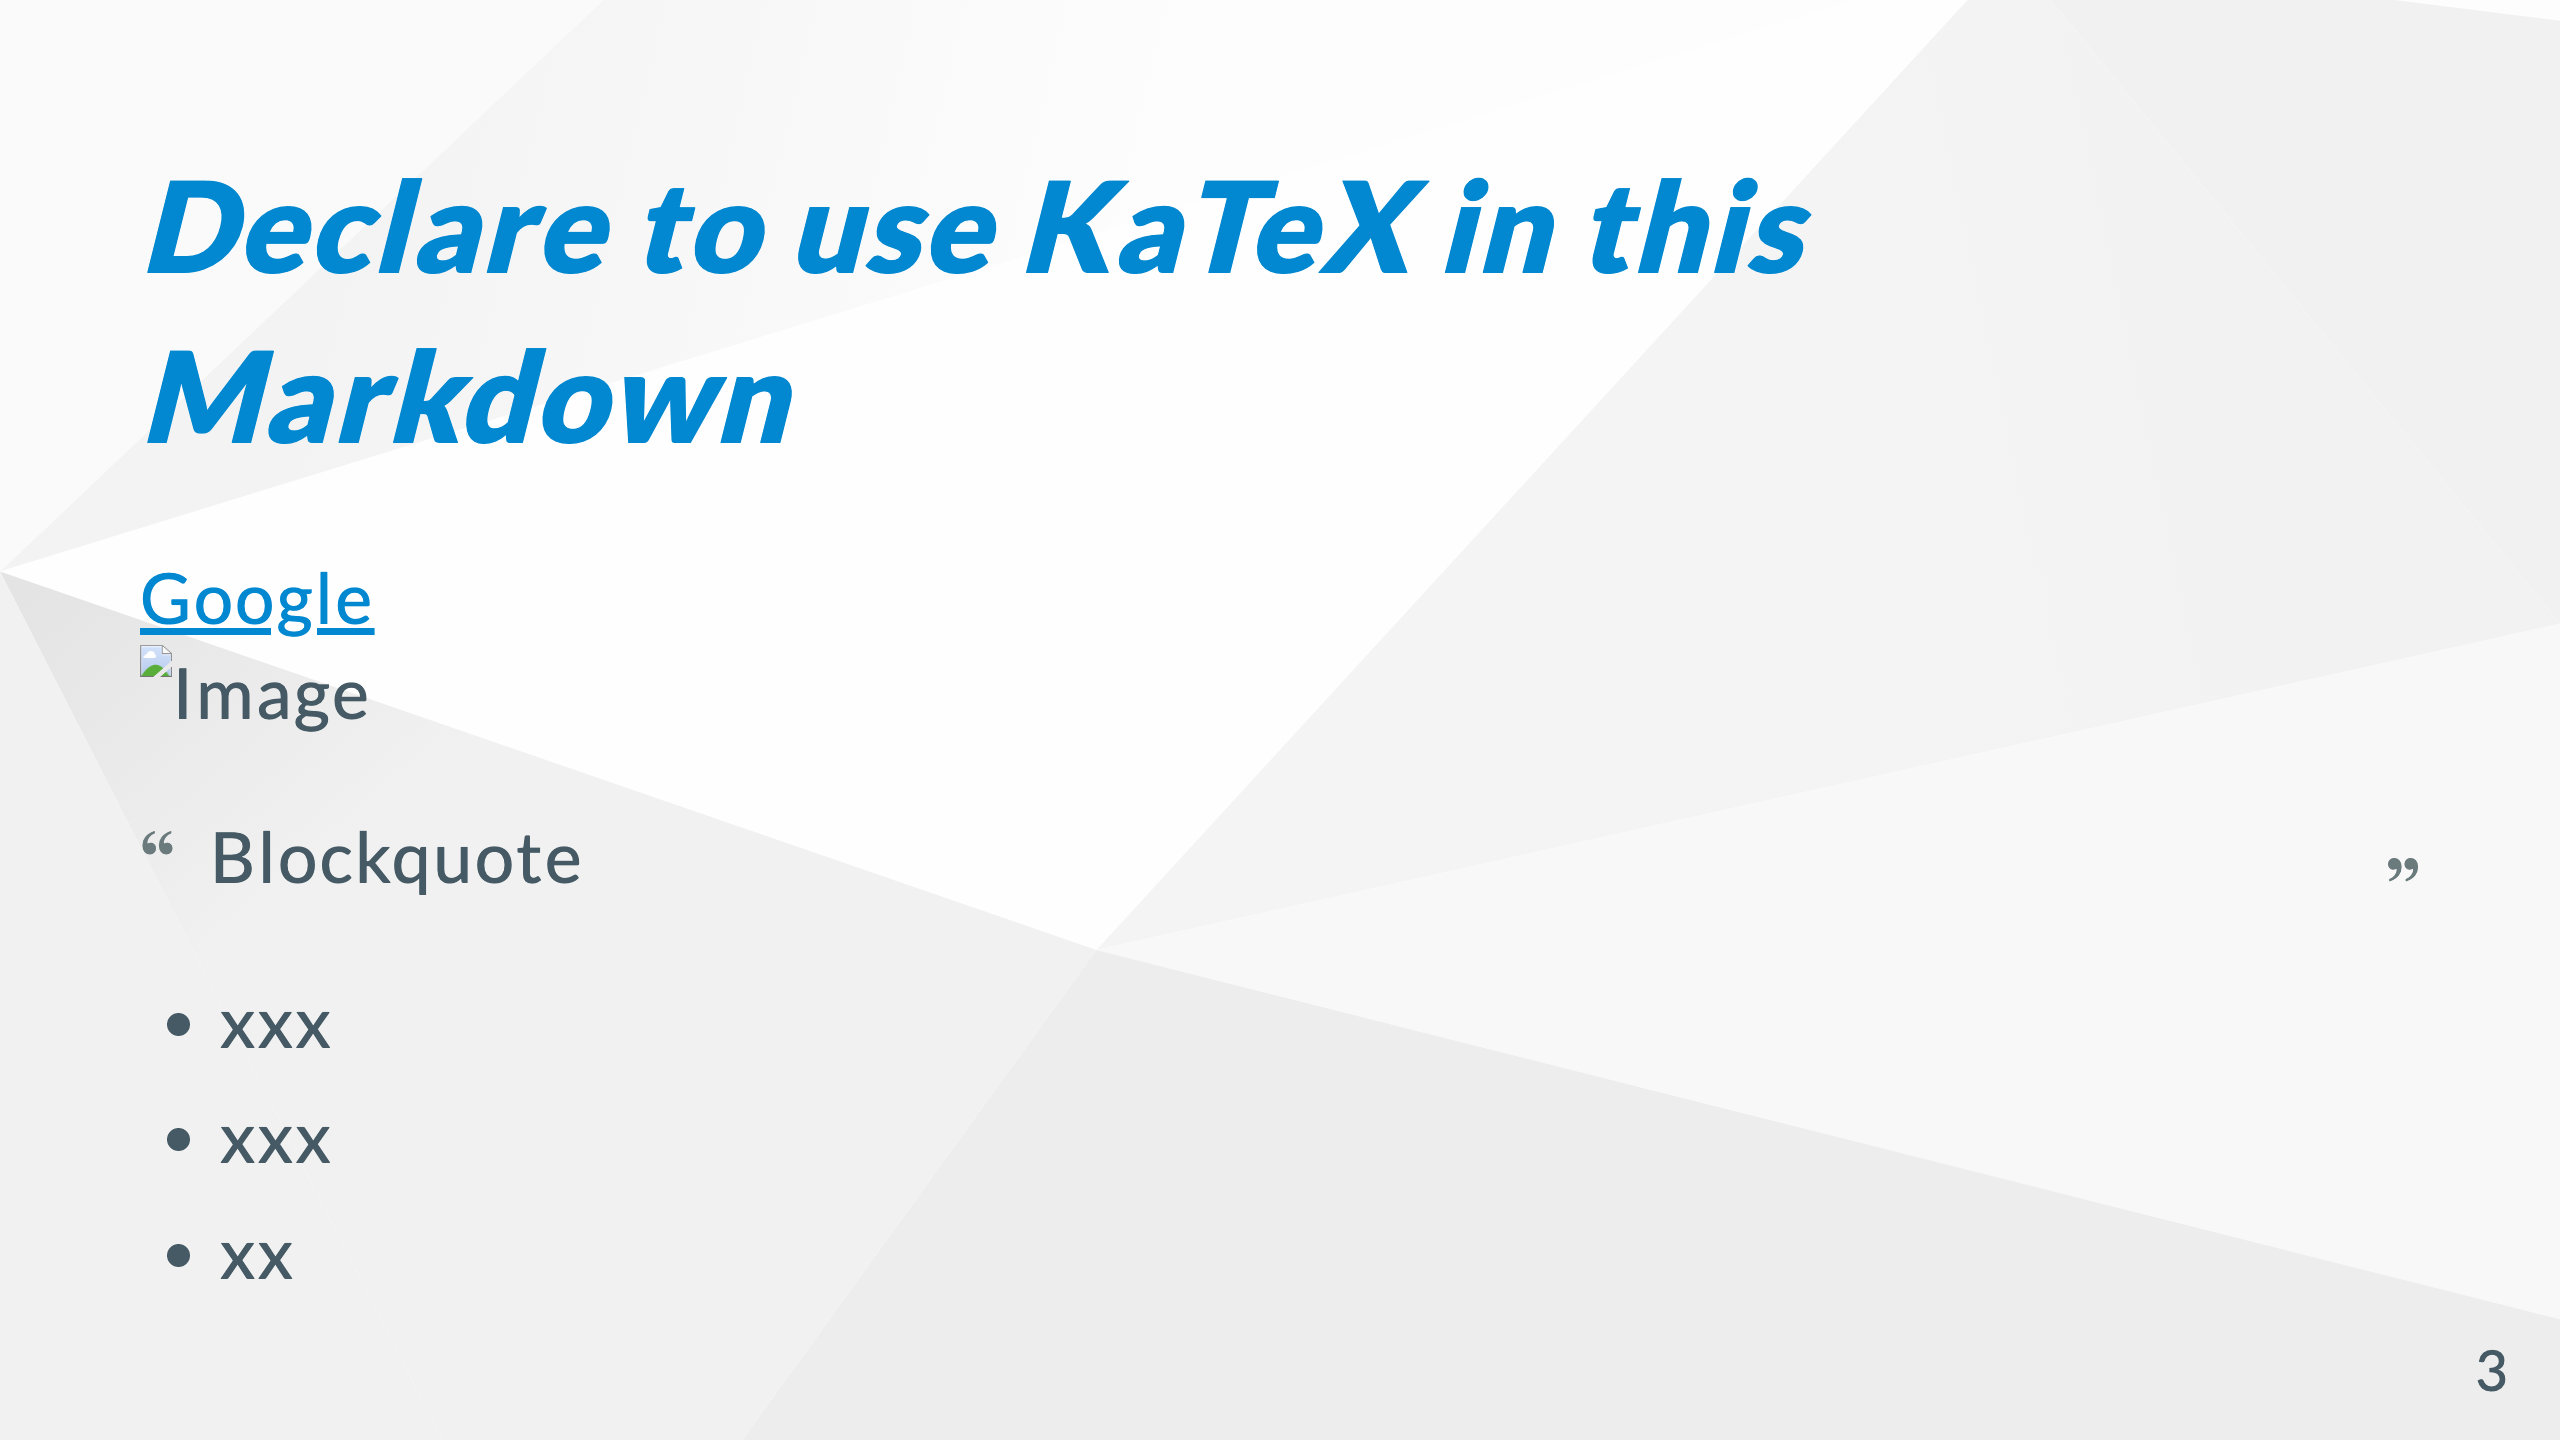 Declare to use KaTeX in this
Markdown
Google
Image
“ Blockquote ”
• xxx
• xxx
• xx
3